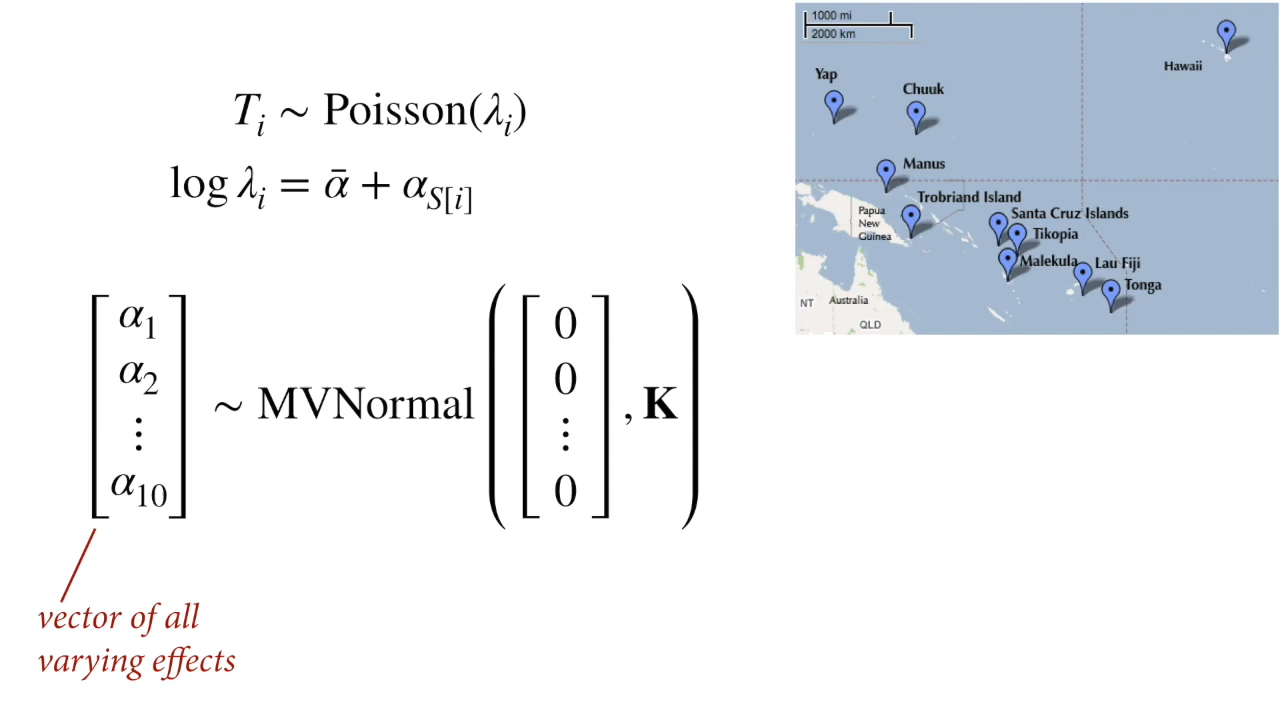 T_i ∼ Poisson(λ_i)
log λ_i = ᾱ + α_{S[i]}
[α_1 α_2 ⋮ α_10] ∼ MVNormal([0 0 ⋮ 0], K)
vector of all
varying effects
1000 mi
2000 km
Hawaii
Yap
Chuuk
Manus
Trobriand Island
Papua
New
Guinea
Santa Cruz Islands
Tikopia
Malekula
Lau Fiji
Tonga
NT
Australia
QLD